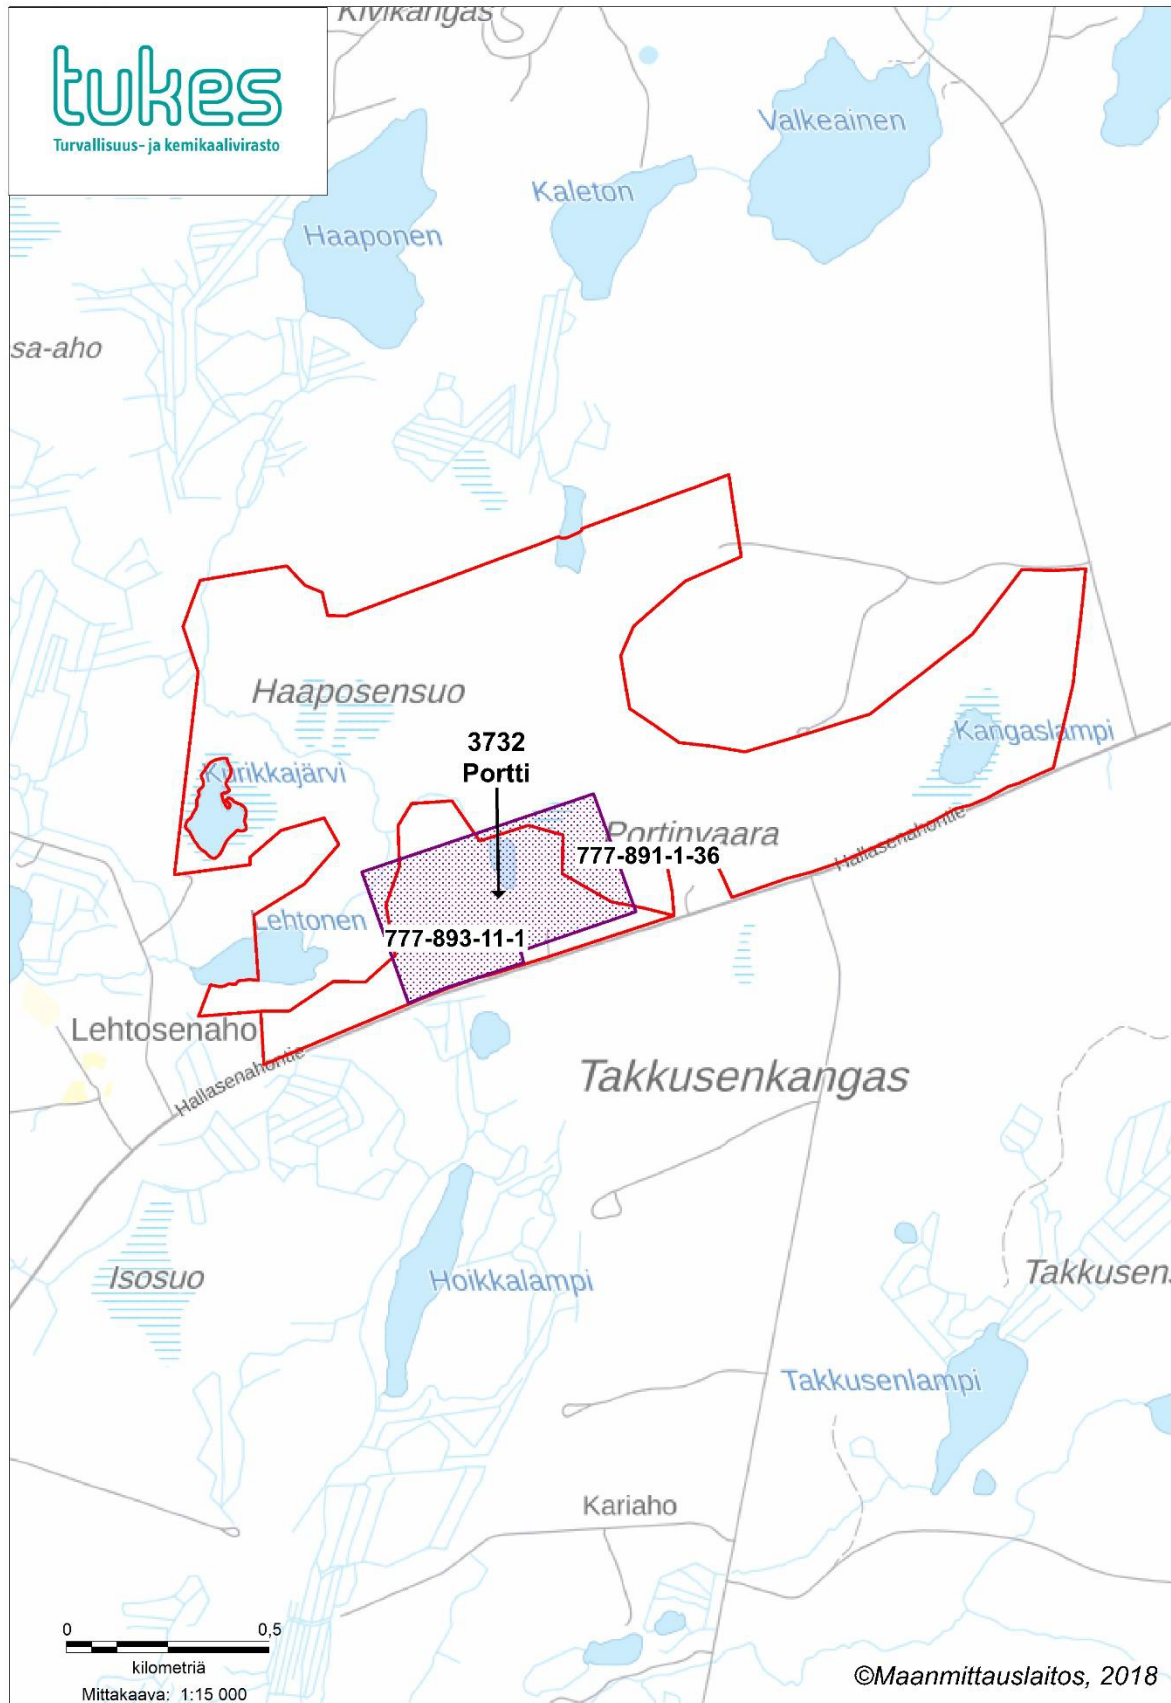 Kivikangas
tukes
Turvallisuus- ja kemikaalivirasto
Valkeainen
Kaleton
Haaponen
sa-aho
Haaposensuo
3732
Portti
Kangaslampi
Kurikkajärvi
Portinvaara
777-891-1-36
Hallasenahontie
Lehtonen
777-893-11-1
Lehtosenaho
Hallasenahontie
Takkusenkangas
Isosuo
Hoikkalampi
Takkusens
Takkusenlampi
Kariaho
0 0,5
kilometriä
Mittakaava: 1:15 000
©Maanmittauslaitos, 2018